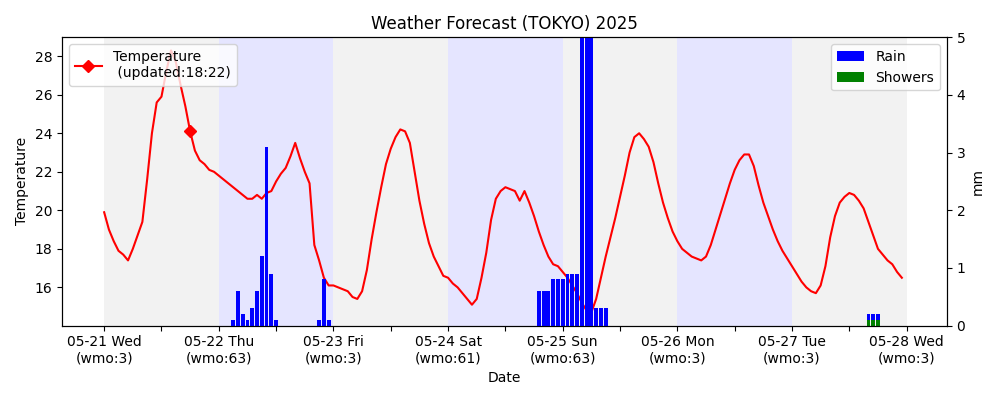 Weather Forecast (TOKYO) 2025
Temperature
(updated:18:22)
Rain
Showers
28
26
24
22
20
18
16
Temperature
5
4
3
2
1
0
mm
05-21 Wed
(wmo:3)
05-22 Thu
(wmo:63)
05-23 Fri
(wmo:3)
05-24 Sat
(wmo:61)
05-25 Sun
(wmo:63)
05-26 Mon
(wmo:3)
05-27 Tue
(wmo:3)
05-28 Wed
(wmo:3)
Date